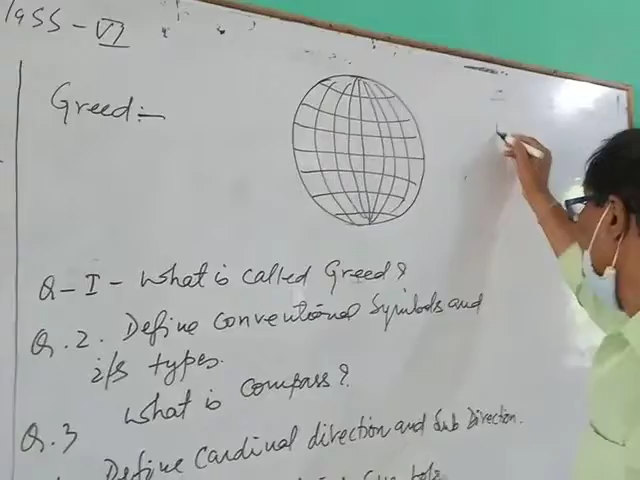 lass - VI
Greed :-
Q - I - What is called Greed?
Q. 2. Define Conventional Symbols and
its types.
Q. 3 What is Compass?
Define Cardinal direction and Sub Direction.